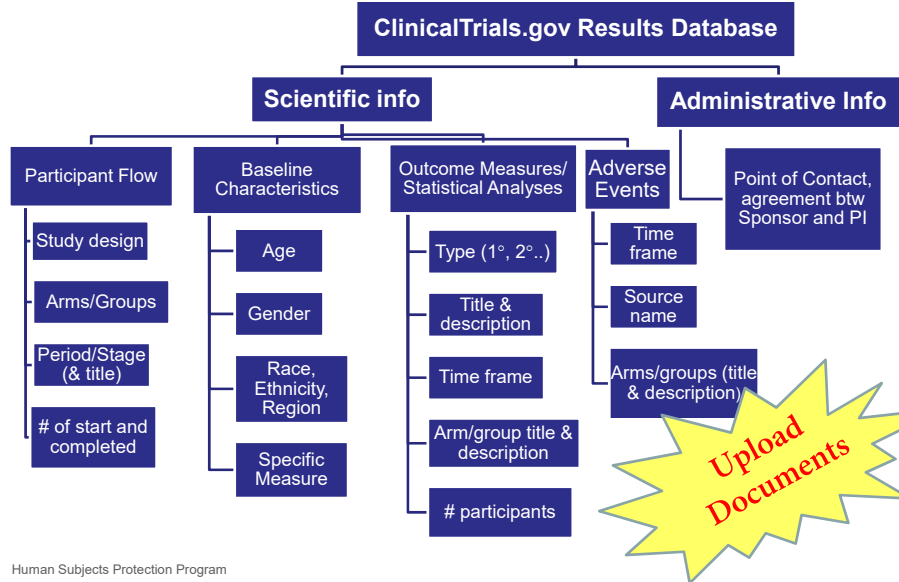 ClinicalTrials.gov Results Database
Scientific info
Administrative Info
Participant Flow
Study design
Arms/Groups
Period/Stage
(& title)
# of start and
completed
Baseline
Characteristics
Age
Gender
Race,
Ethnicity,
Region
Specific
Measure
Outcome Measures/
Statistical Analyses
Type (1°, 2°..)
Title &
description
Time frame
Arm/group title &
description
# participants
Adverse
Events
Time
frame
Source
name
Arms/groups (title
& description)
Point of Contact,
agreement btw
Sponsor and PI
Upload
Documents
Human Subjects Protection Program